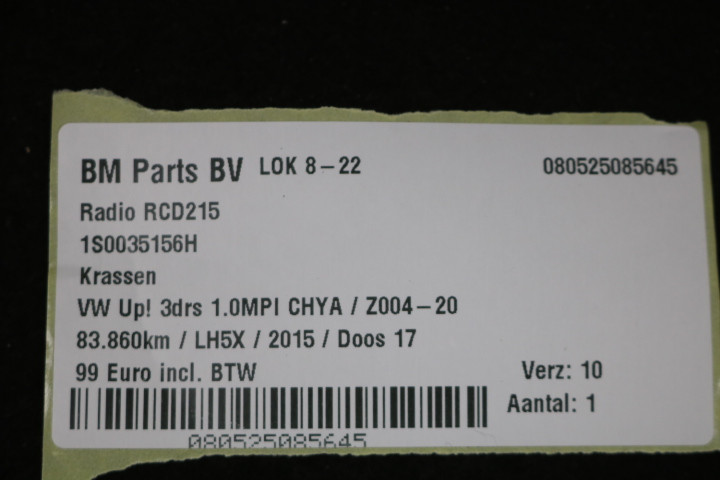 BM Parts BV LOK 8-22 080525085645
Radio RCD215
1S0035156H
Krassen
VW Up! 3drs 1.0MPI CHYA / Z004-20
83.860km / LH5X / 2015 / Doos 17
99 Euro incl. BTW Verz: 10
Aantal: 1
080525085645